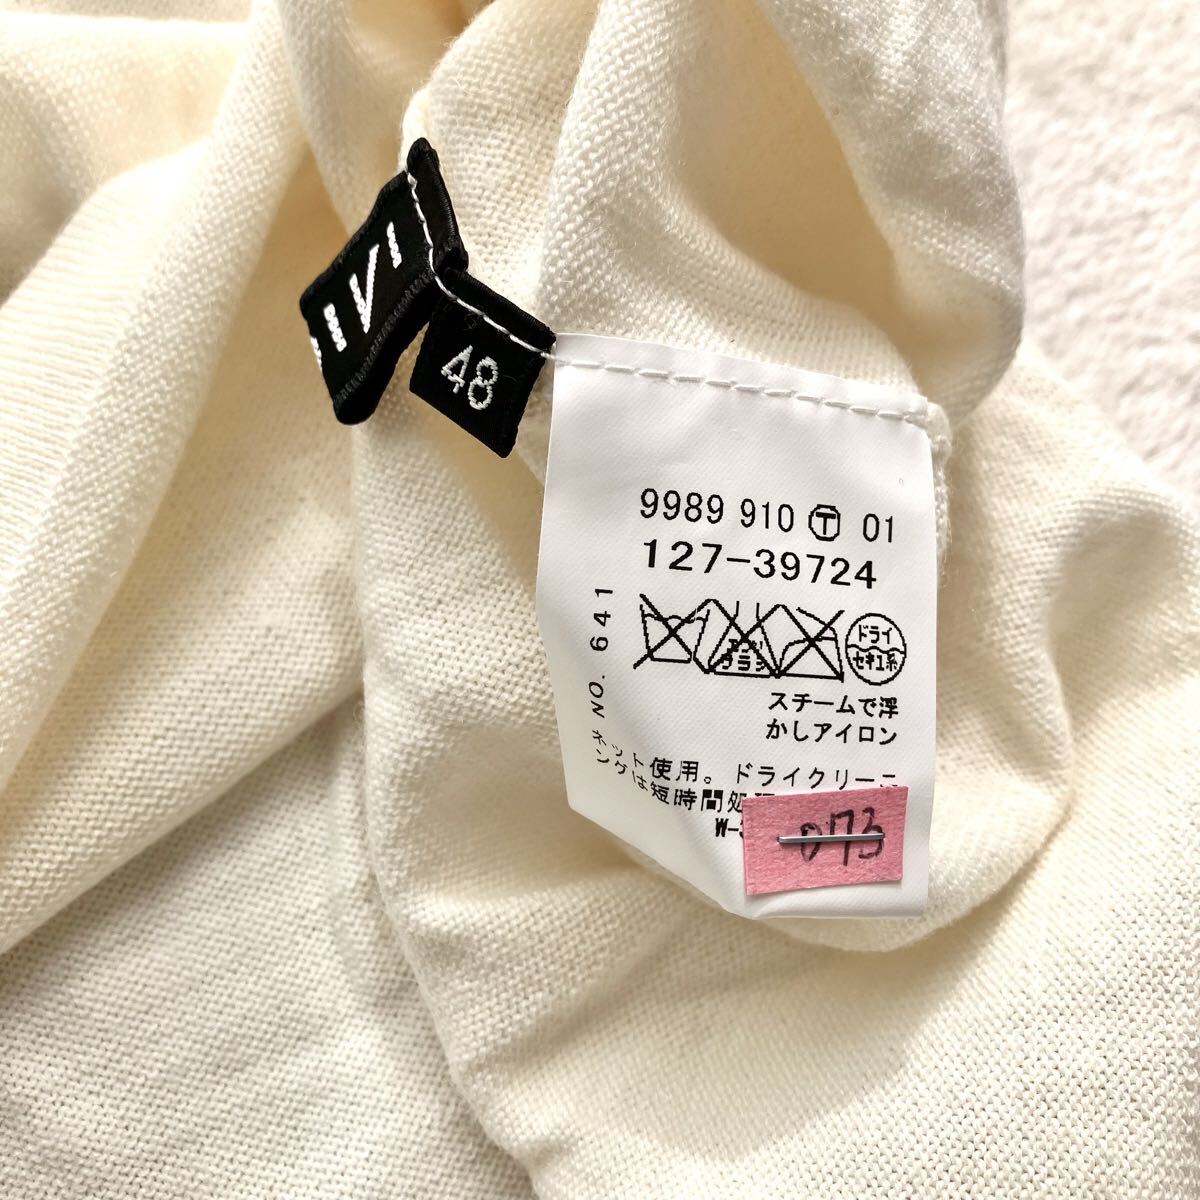 48
9989 910 Ⓣ 01
127-39724
NO. 641
ドライ
セキユ系
スチームで浮
かしアイロン
ネット使用。ドライクリーニ
ングは短時間処
W-
073